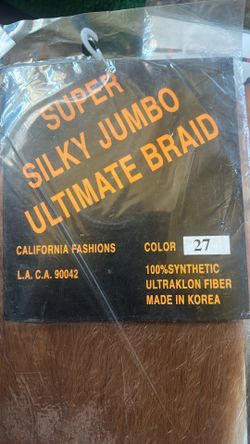 SUPER
SILKY JUMBO
ULTIMATE BRAID
CALIFORNIA FASHIONS
L.A. C.A. 90042
COLOR 27
100%SYNTHETIC
ULTRAKLON FIBER
MADE IN KOREA